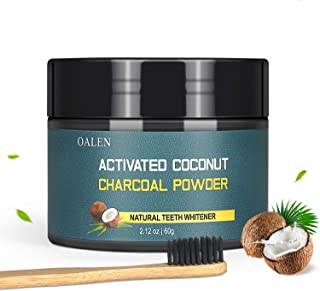 OALEN
ACTIVATED COCONUT
CHARCOAL POWDER
NATURAL TEETH WHITENER
2.12 oz | 60g